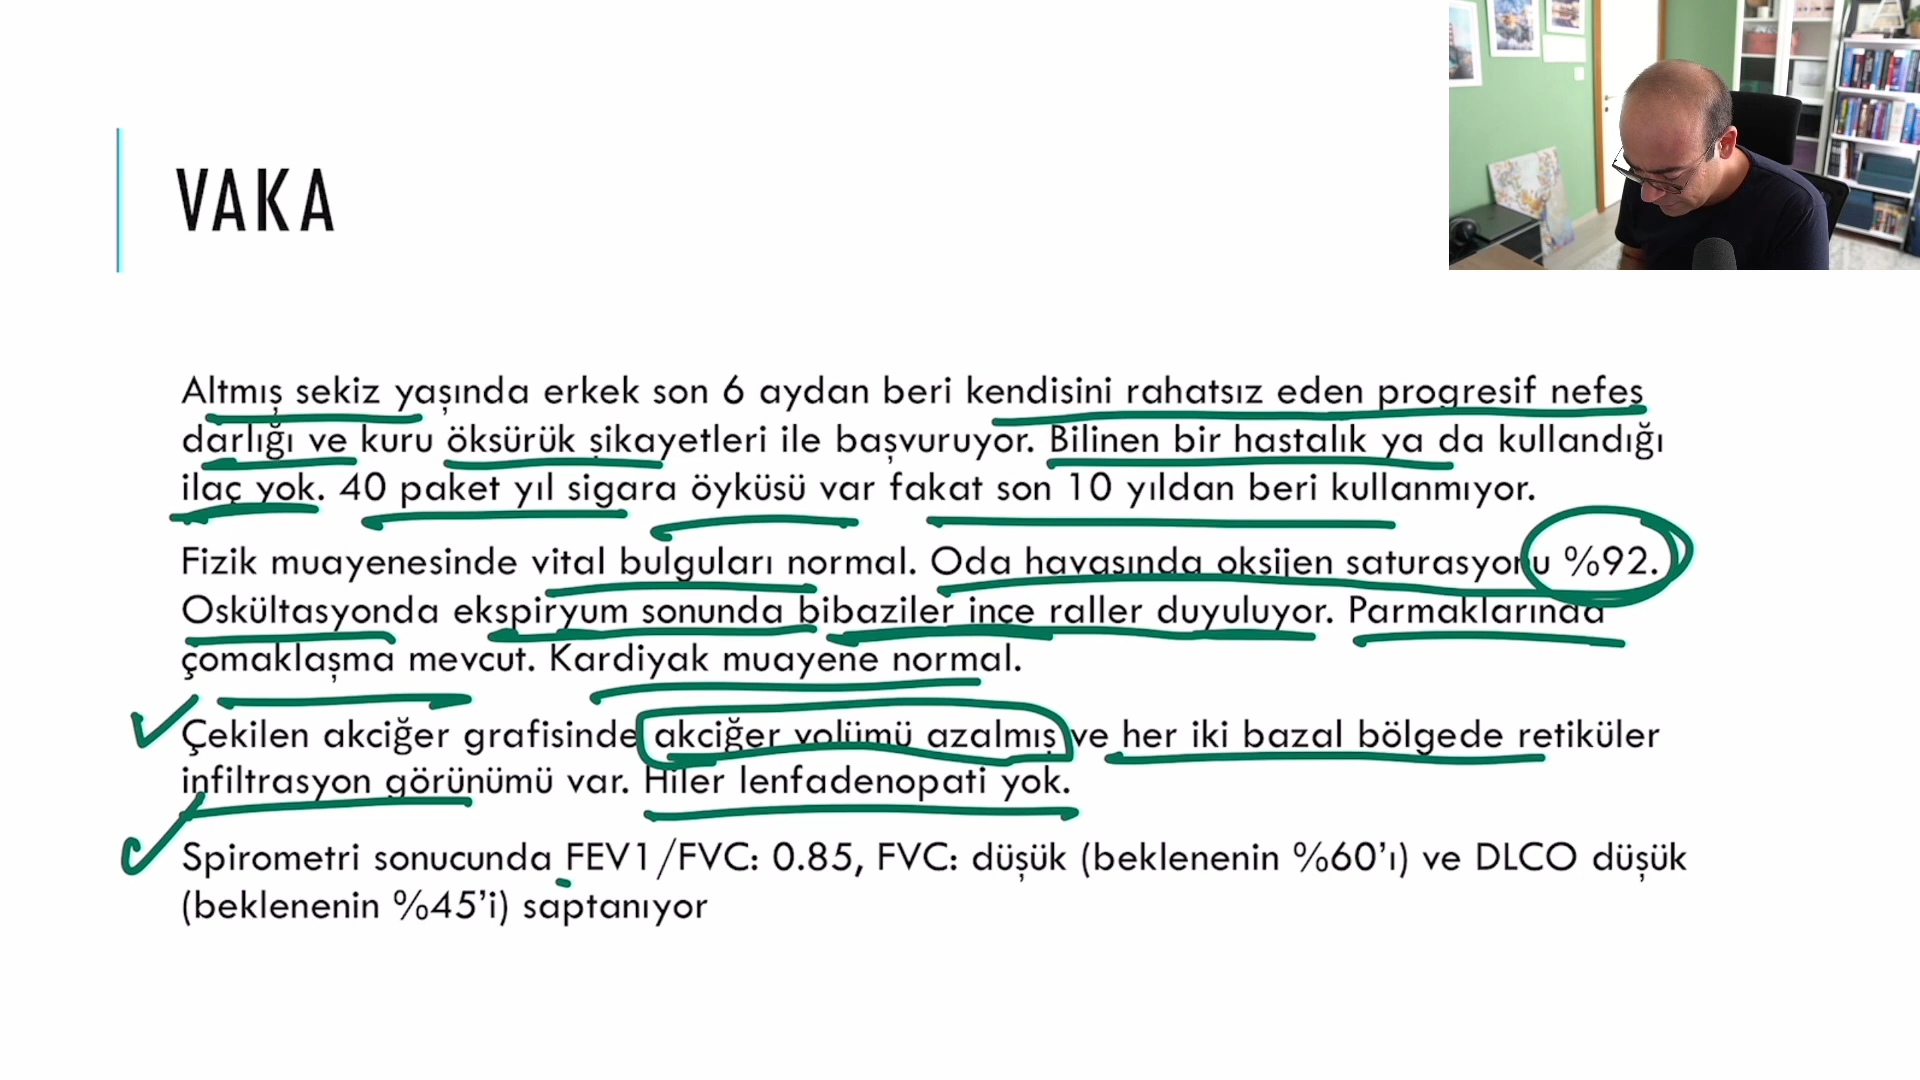 VAKA
Altmış sekiz yaşında erkek son 6 aydan beri kendisini rahatsız eden progresif nefes
darlığı ve kuru öksürük şikayetleri ile başvuruyor. Bilinen bir hastalık ya da kullandığı
ilaç yok. 40 paket yıl sigara öyküsü var fakat son 10 yıldan beri kullanmıyor.
Fizik muayenesinde vital bulguları normal. Oda havasında oksijen saturasyonu %92.
Oskültasyonda ekspiryum sonunda bibaziler ince raller duyuluyor. Parmaklarında
çomaklaşma mevcut. Kardiyak muayene normal.
Çekilen akciğer grafisinde akciğer volümü azalmış ve her iki bazal bölgede retiküler
infiltrasyon görünümü var. Hiler lenfadenopati yok.
Spirometri sonucunda FEV1/FVC: 0.85, FVC: düşük (beklenenin %60’ı) ve DLCO düşük
(beklenenin %45’i) saptanıyor